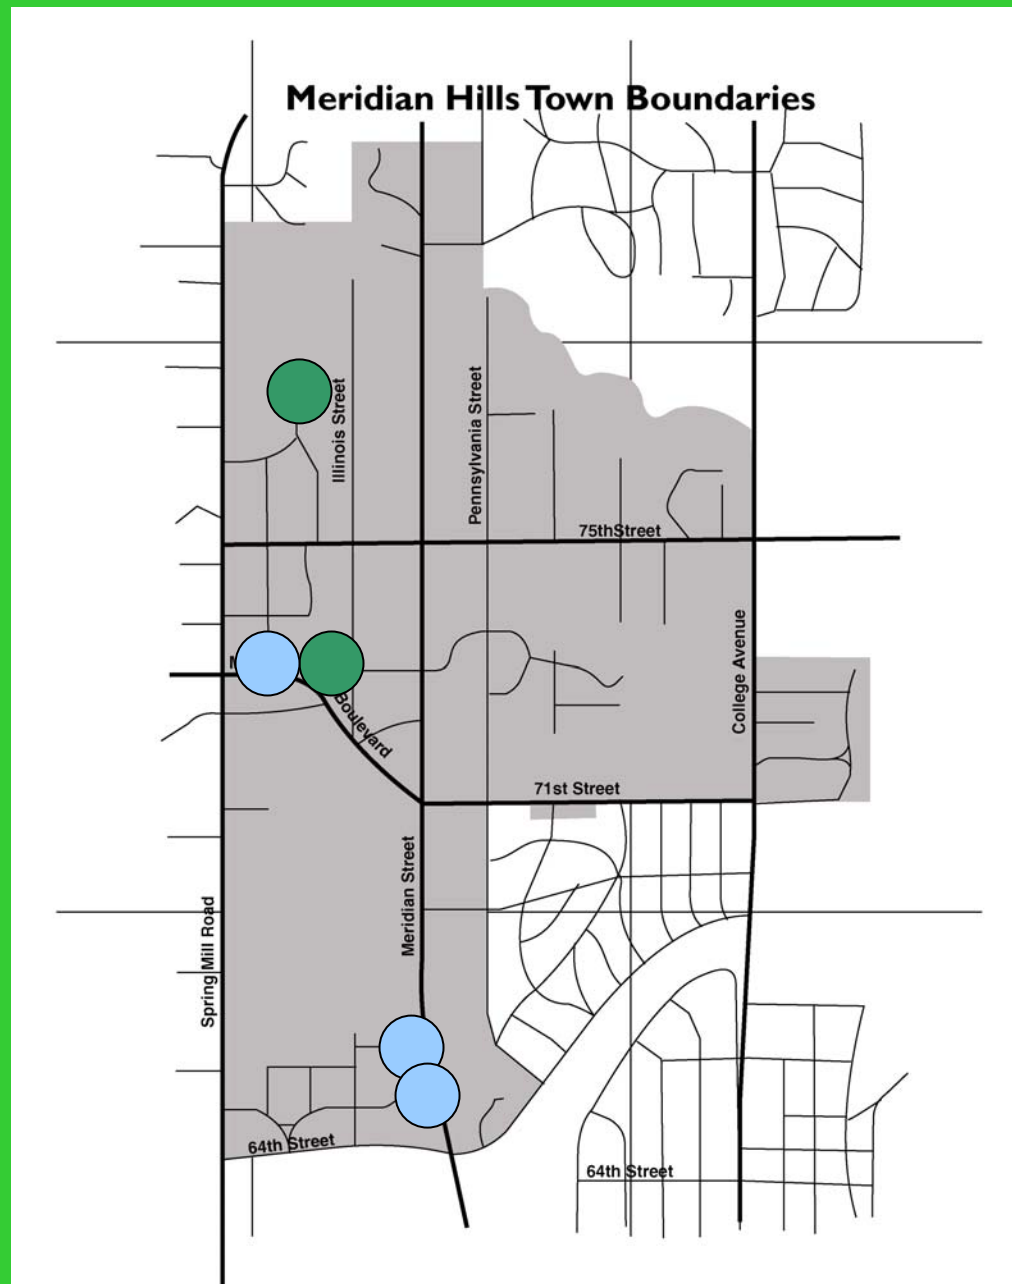 Meridian Hills Town Boundaries
Illinois Street
Pennsylvania Street
75thStreet
College Avenue
M
Boulevard
71st Street
Meridian Street
Spring Mill Road
64th Street
64th Street